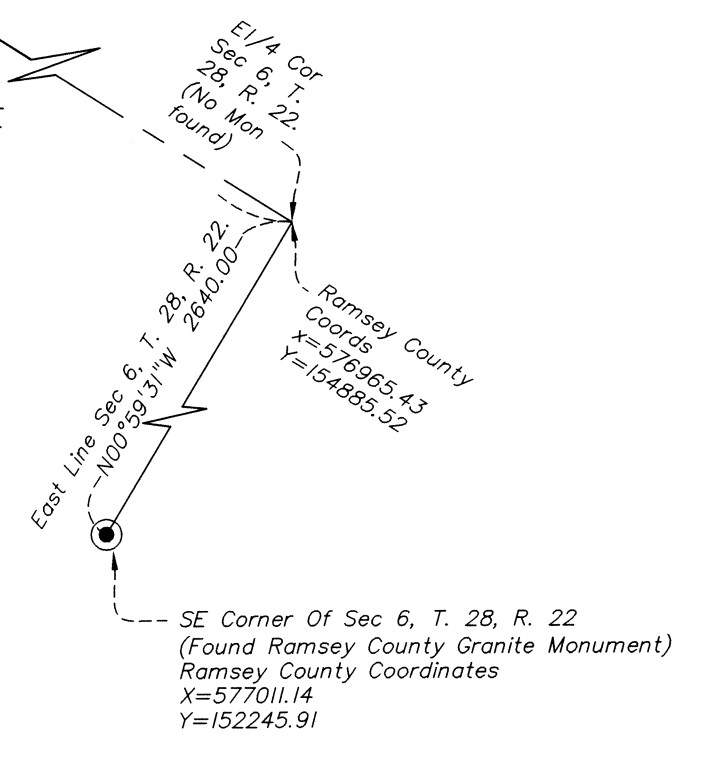 E1/4 Cor
Sec 6, T.
28, R. 22.
(No Mon
found)
East Line Sec 6, T. 28, R. 22.
N00°59'31"W 2640.00
Ramsey County
Coords
x=576965.43
Y=154885.52
SE Corner Of Sec 6, T. 28, R. 22
(Found Ramsey County Granite Monument)
Ramsey County Coordinates
X=577011.14
Y=152245.91